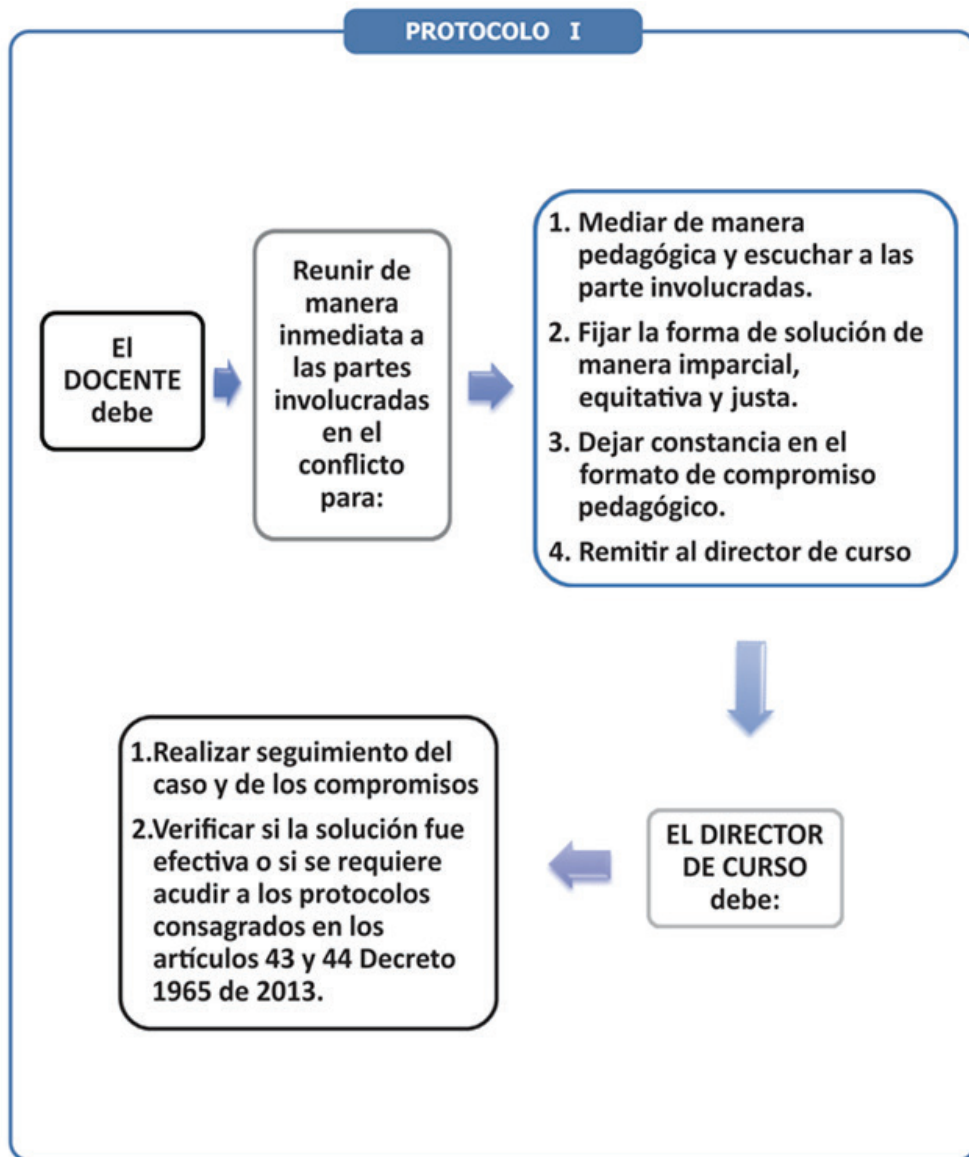 PROTOCOLO I
El
DOCENTE
debe
Reunir de
manera
inmediata a
las partes
involucradas
en el
conflicto
para:
1. Mediar de manera
pedagógica y escuchar a las
parte involucradas.
2. Fijar la forma de solución de
manera imparcial,
equitativa y justa.
3. Dejar constancia en el
formato de compromiso
pedagógico.
4. Remitir al director de curso
EL DIRECTOR
DE CURSO
debe:
1.Realizar seguimiento del
caso y de los compromisos
2.Verificar si la solución fue
efectiva o si se requiere
acudir a los protocolos
consagrados en los
artículos 43 y 44 Decreto
1965 de 2013.